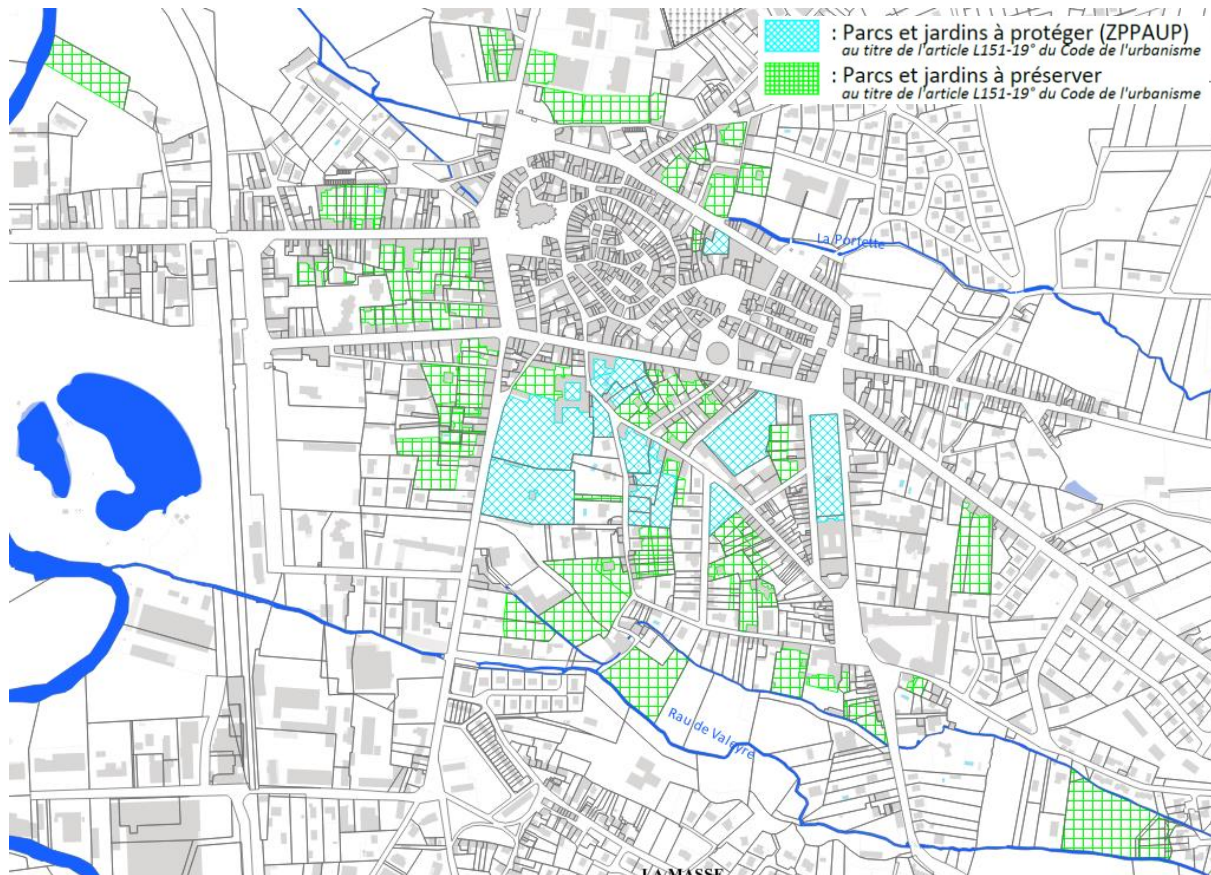 : Parcs et jardins à protéger (ZPPAUP)
au titre de l'article L151-19° du Code de l'urbanisme
: Parcs et jardins à préserver
au titre de l'article L151-19° du Code de l'urbanisme
La Portette
Rau de Valeyre
LA MASSE